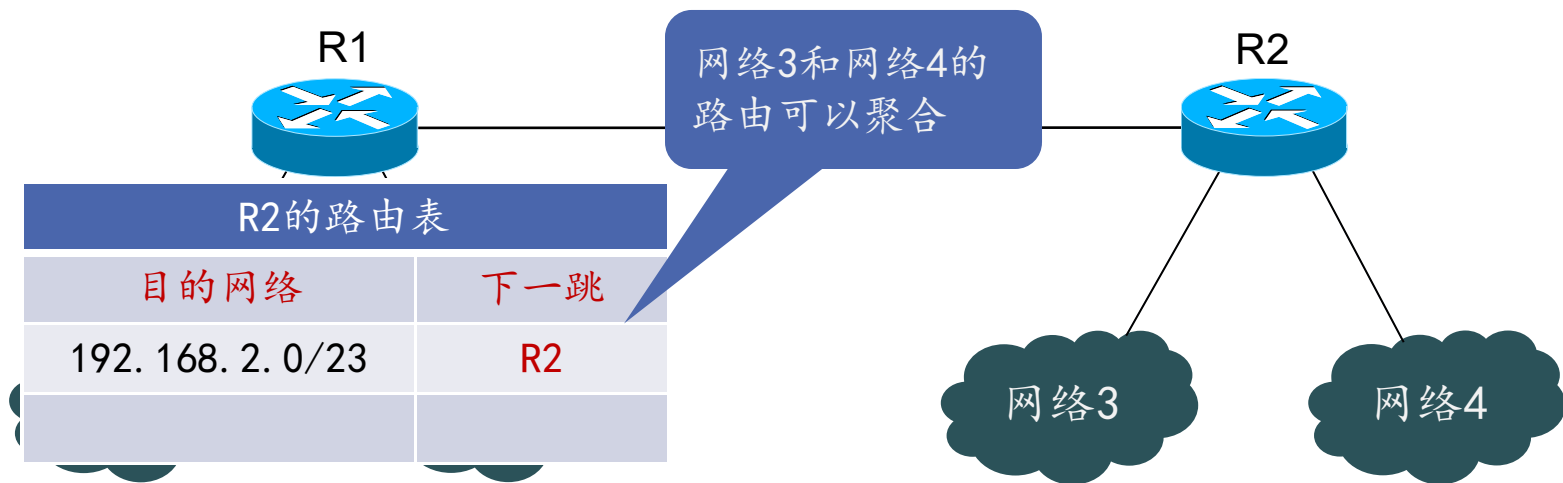 R1
R2
网络3和网络4的
路由可以聚合
R2的路由表
目的网络 下一跳
192.168.2.0/23 R2
网络3
网络4